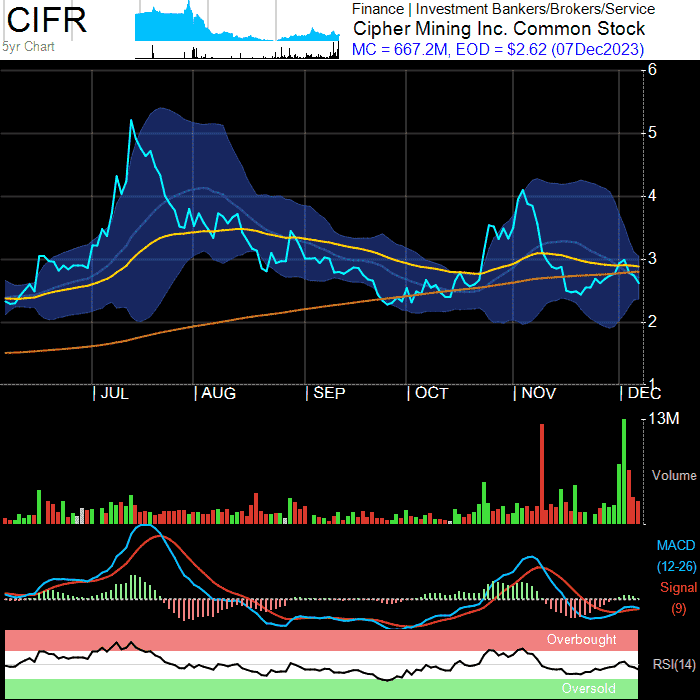 CIFR
5yr Chart
Finance | Investment Bankers/Brokers/Service
Cipher Mining Inc. Common Stock
MC = 667.2M, EOD = $2.62 (07Dec2023)
6
5
4
3
2
1
JUL AUG SEP OCT NOV DEC
13M
Volume
MACD
(12-26)
Signal
(9)
Overbought
RSI(14)
Oversold